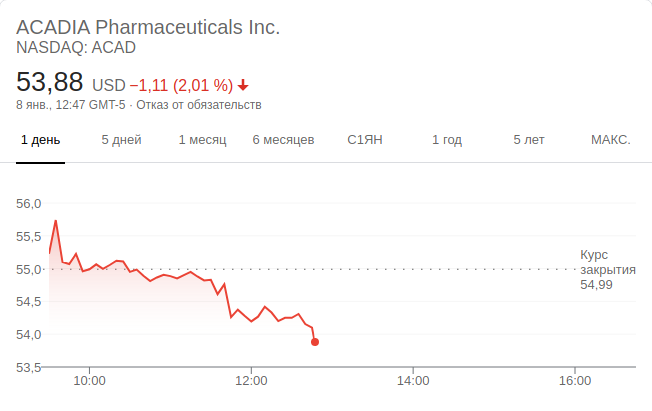 ACADIA Pharmaceuticals Inc.
NASDAQ: ACAD
53,88 USD −1,11 (2,01 %)
8 янв., 12:47 GMT-5 · Отказ от обязательств
1 день 5 дней 1 месяц 6 месяцев С1ЯН 1 год 5 лет МАКС.
56,0
55,5
Курс
55,0 закрытия
54,99
54,5
54,0
53,5
10:00 12:00 14:00 16:00